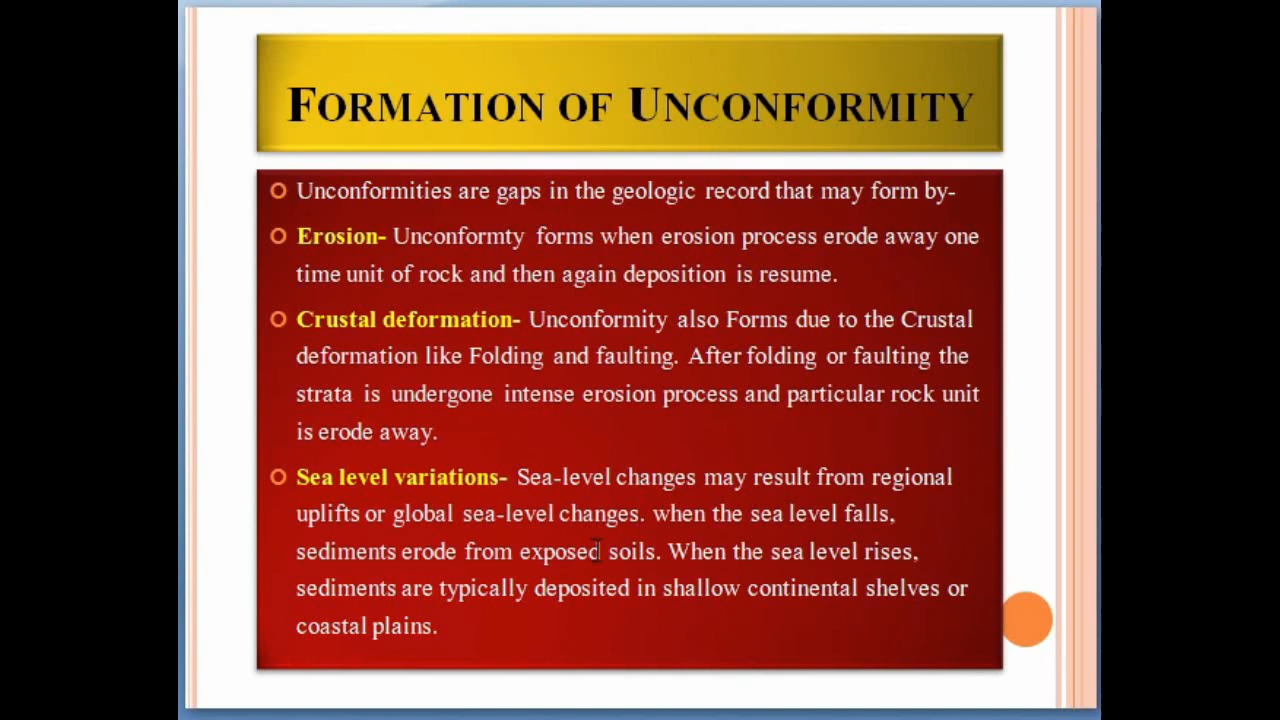 FORMATION OF UNCONFORMITY
Unconformities are gaps in the geologic record that may form by-
Erosion- Unconformty forms when erosion process erode away one
time unit of rock and then again deposition is resume.
Crustal deformation- Unconformity also Forms due to the Crustal
deformation like Folding and faulting. After folding or faulting the
strata is undergone intense erosion process and particular rock unit
is erode away.
Sea level variations- Sea-level changes may result from regional
uplifts or global sea-level changes. when the sea level falls,
sediments erode from exposed soils. When the sea level rises,
sediments are typically deposited in shallow continental shelves or
coastal plains.